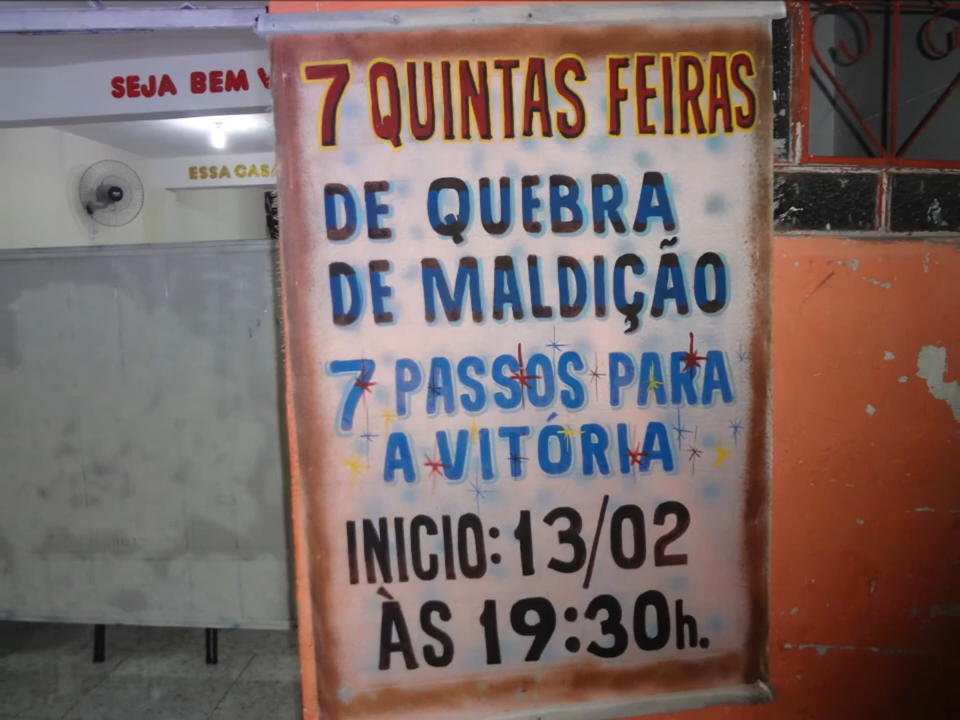 SEJA BEM
ESSA CASA
7 QUINTAS FEIRAS
DE QUEBRA
DE MALDIÇÃO
7 PASSOS PARA
A VITÓRIA
INICIO: 13/02
ÀS 19:30h.